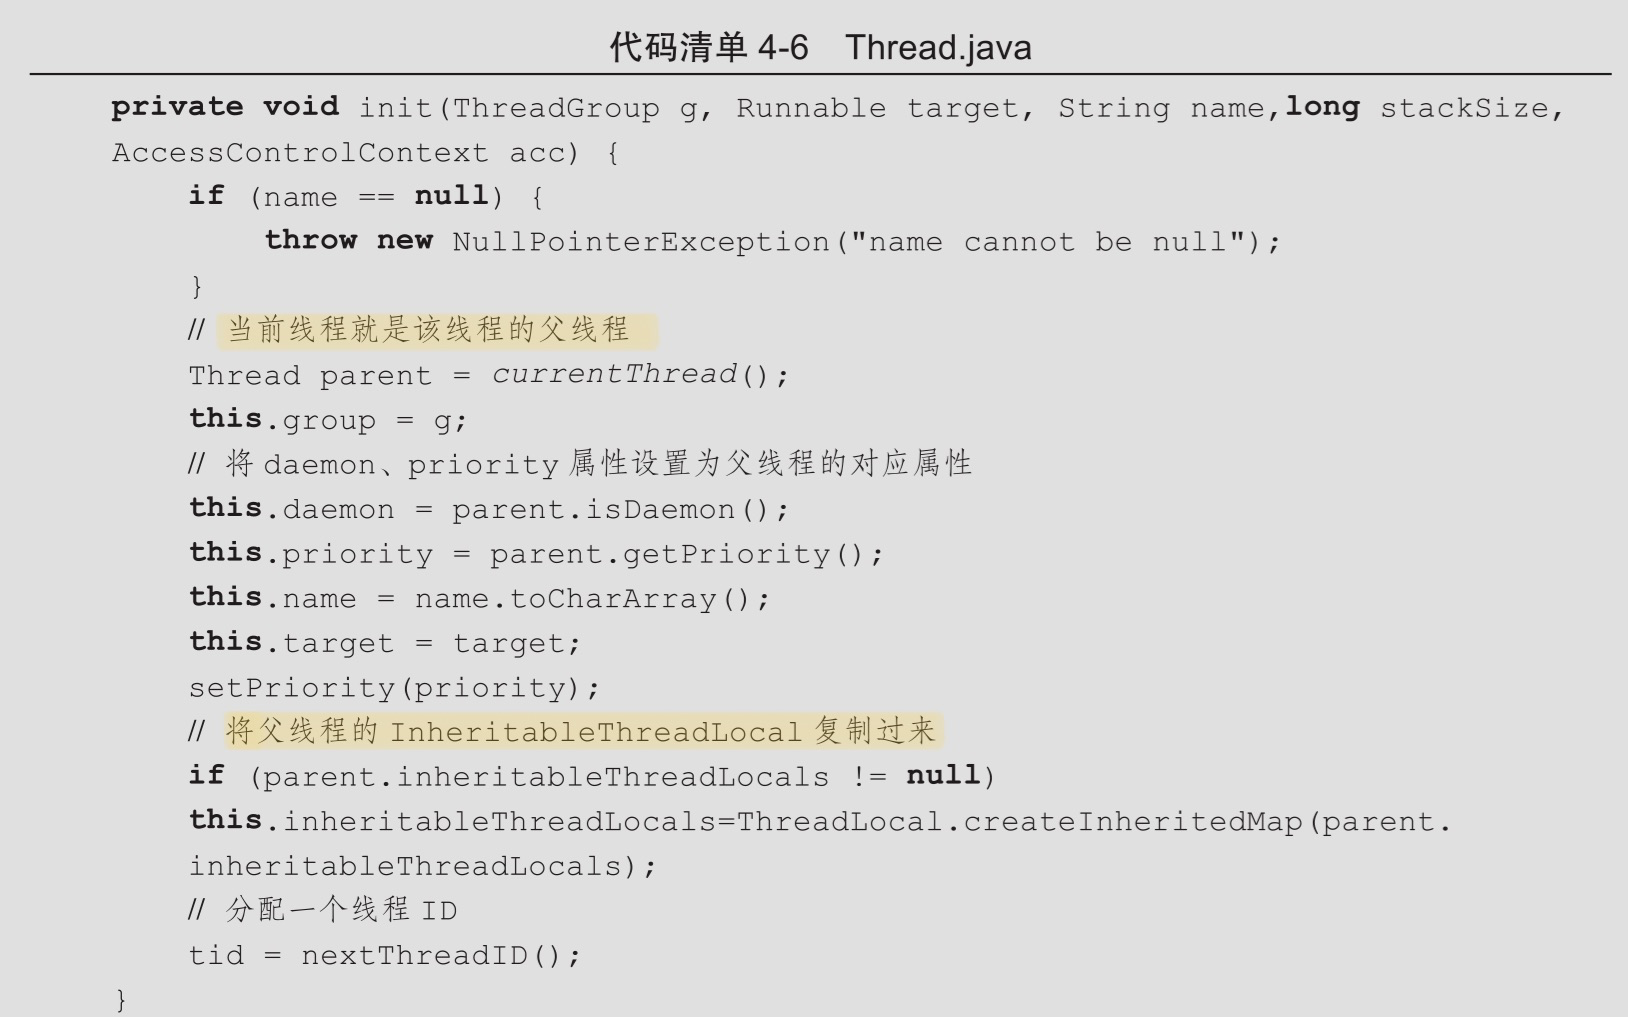 代码清单 4-6 Thread.java
private void init(ThreadGroup g, Runnable target, String name,long stackSize,
AccessControlContext acc) {
if (name == null) {
throw new NullPointerException("name cannot be null");
}
// 当前线程就是该线程的父线程
Thread parent = currentThread();
this.group = g;
// 将 daemon、priority 属性设置为父线程的对应属性
this.daemon = parent.isDaemon();
this.priority = parent.getPriority();
this.name = name.toCharArray();
this.target = target;
setPriority(priority);
// 将父线程的 InheritableThreadLocal 复制过来
if (parent.inheritableThreadLocals != null)
this.inheritableThreadLocals=ThreadLocal.createInheritedMap(parent.
inheritableThreadLocals);
// 分配一个线程 ID
tid = nextThreadID();
}